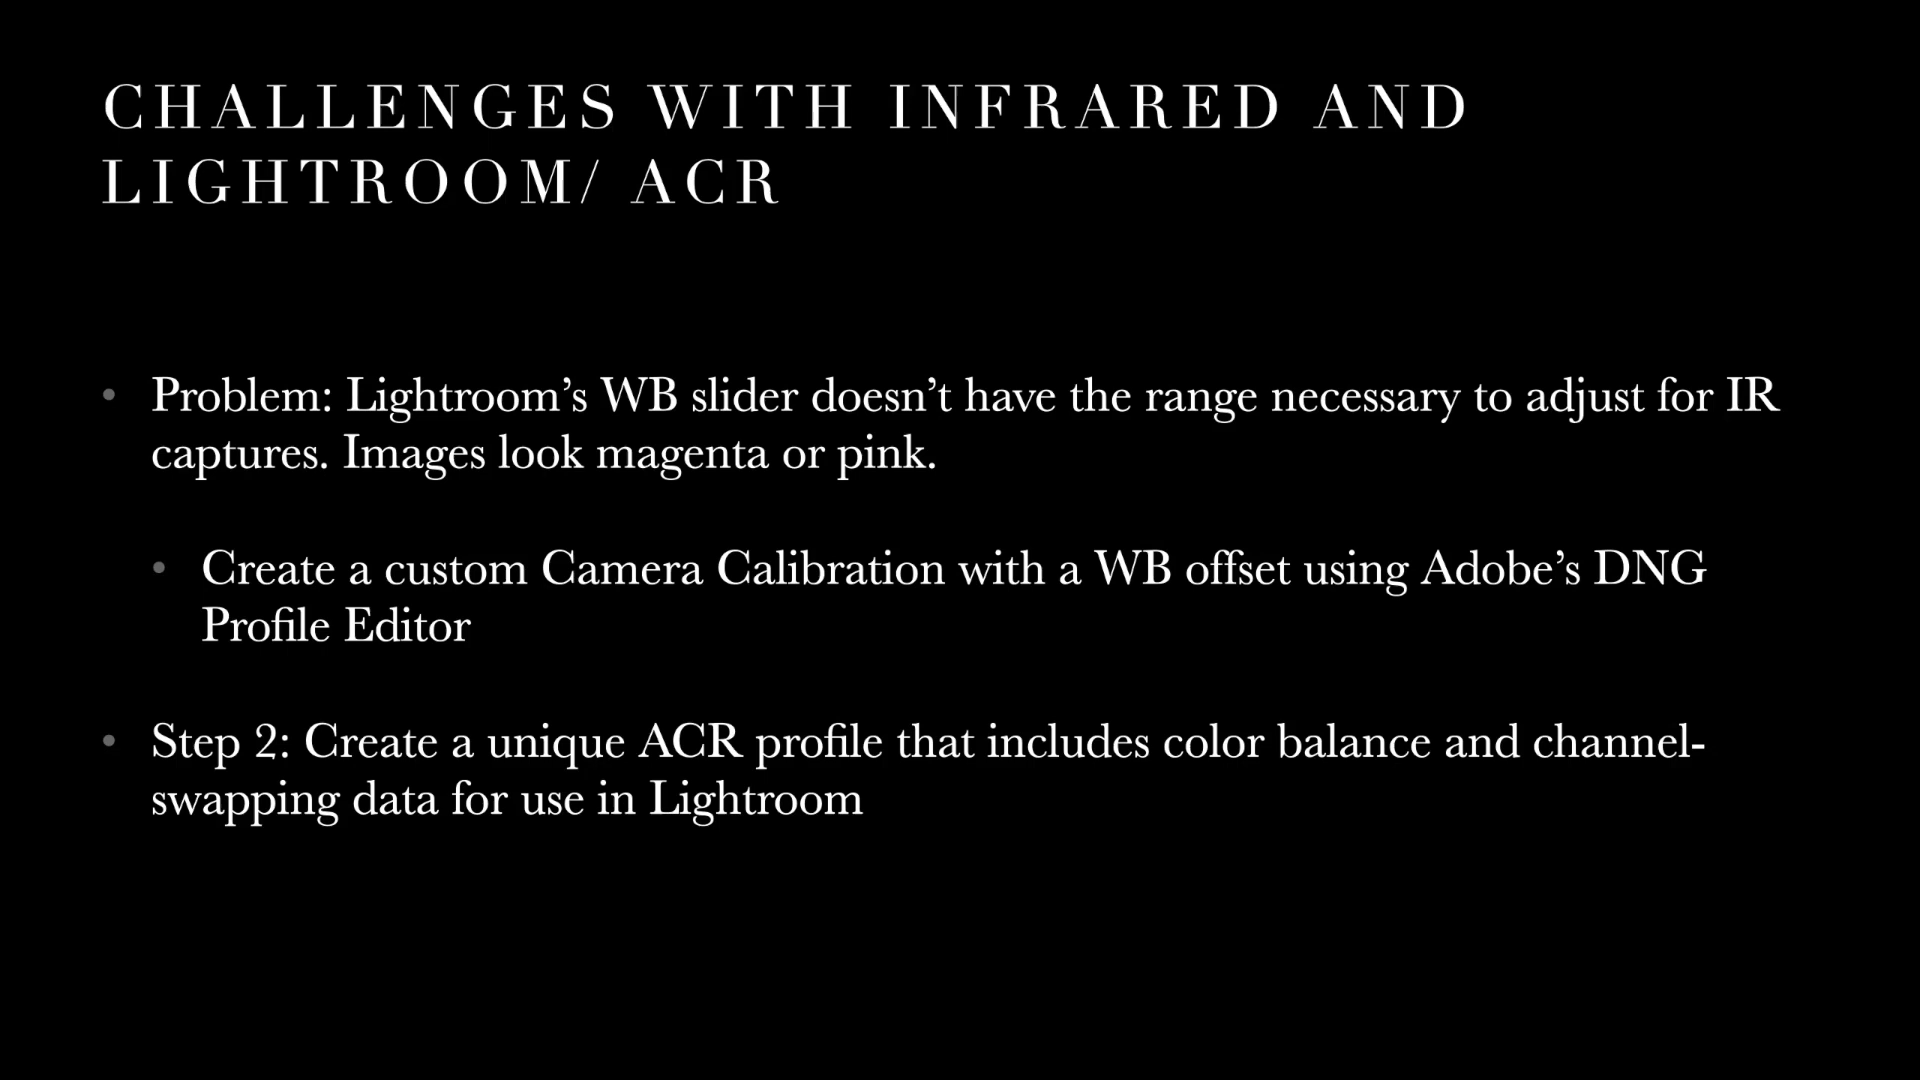 CHALLENGES WITH INFRARED AND
LIGHTROOM/ ACR
• Problem: Lightroom’s WB slider doesn’t have the range necessary to adjust for IR
captures. Images look magenta or pink.
• Create a custom Camera Calibration with a WB offset using Adobe’s DNG
Profile Editor
• Step 2: Create a unique ACR profile that includes color balance and channel-
swapping data for use in Lightroom